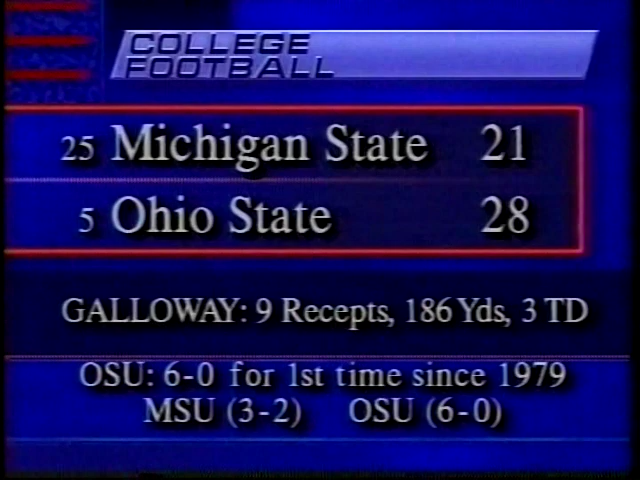 COLLEGE
FOOTBALL
25 Michigan State 21
5 Ohio State 28
GALLOWAY: 9 Recepts, 186 Yds, 3 TD
OSU: 6-0 for 1st time since 1979
MSU (3-2) OSU (6-0)